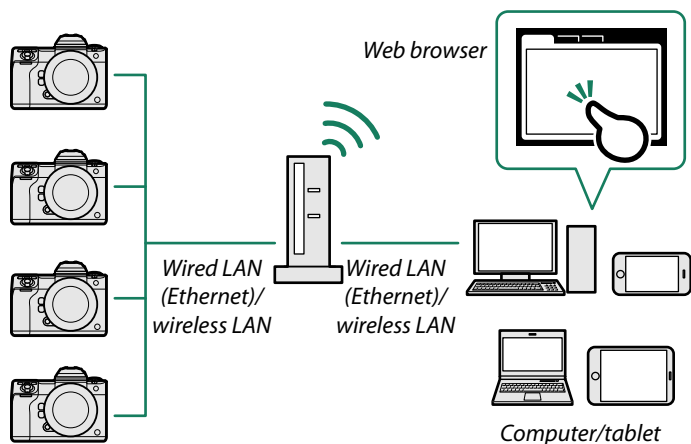 Web browser
Wired LAN
(Ethernet)/
wireless LAN
Wired LAN
(Ethernet)/
wireless LAN
Computer/tablet